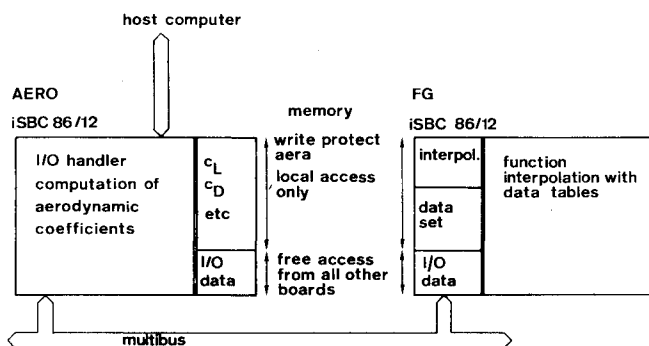 host computer
AERO
iSBC 86/12
I/O handler
computation of
aerodynamic
coefficients
cL
cD
etc
I/O
data
memory
write protect
aera
local access
only
free access
from all other
boards
FG
iSBC 86/12
interpol.
data
set
I/O
data
function
interpolation with
data tables
multibus